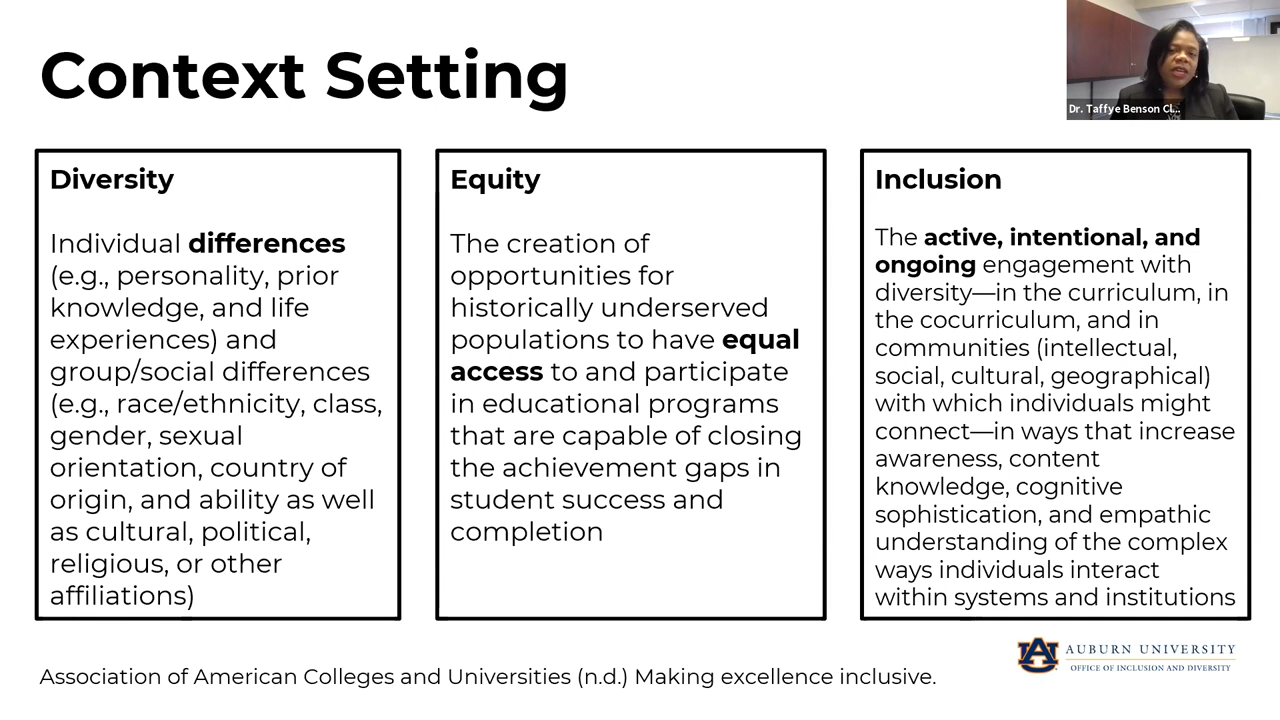 Context Setting
Dr. Taffye Benson Cl...
Diversity
Individual differences
(e.g., personality, prior
knowledge, and life
experiences) and
group/social differences
(e.g., race/ethnicity, class,
gender, sexual
orientation, country of
origin, and ability as well
as cultural, political,
religious, or other
affiliations)
Equity
The creation of
opportunities for
historically underserved
populations to have equal
access to and participate
in educational programs
that are capable of closing
the achievement gaps in
student success and
completion
Inclusion
The active, intentional, and
ongoing engagement with
diversity—in the curriculum, in
the cocurriculum, and in
communities (intellectual,
social, cultural, geographical)
with which individuals might
connect—in ways that increase
awareness, content
knowledge, cognitive
sophistication, and empathic
understanding of the complex
ways individuals interact
within systems and institutions
Association of American Colleges and Universities (n.d.) Making excellence inclusive.
AU
AUBURN UNIVERSITY
OFFICE OF INCLUSION AND DIVERSITY